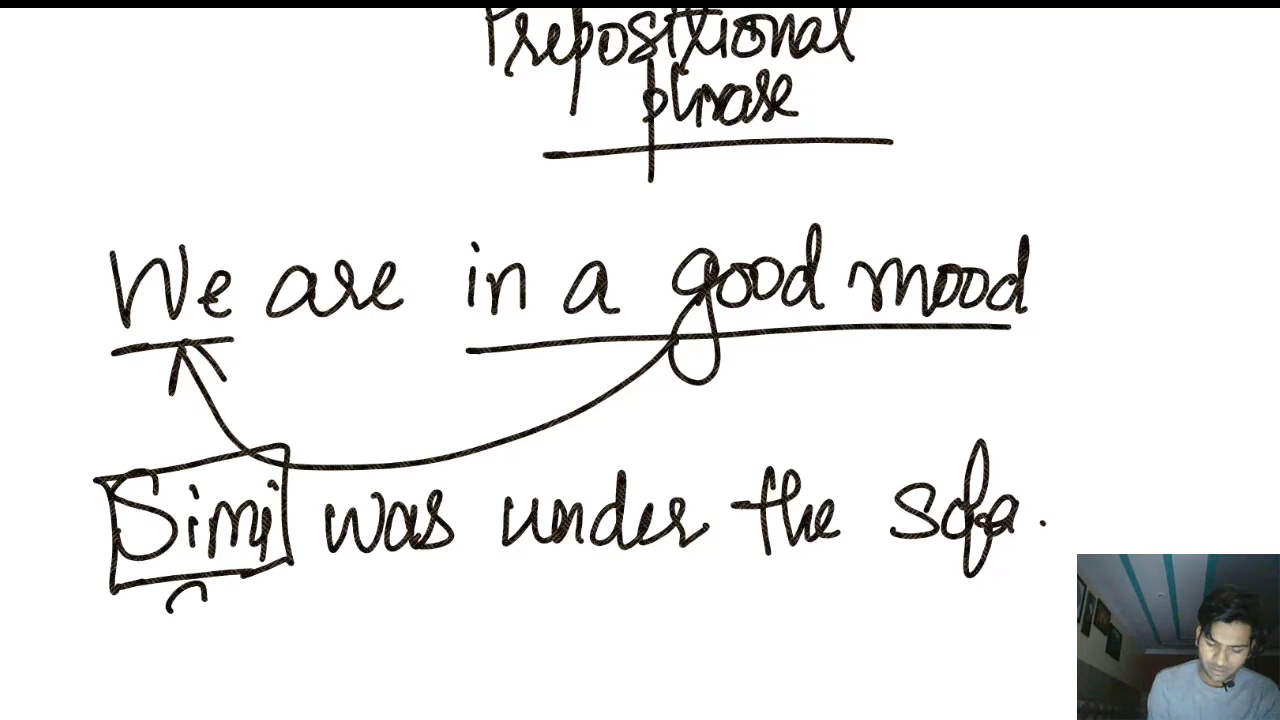 Prepositional
phrase
We are in a good mood
Simi was under the sofa.